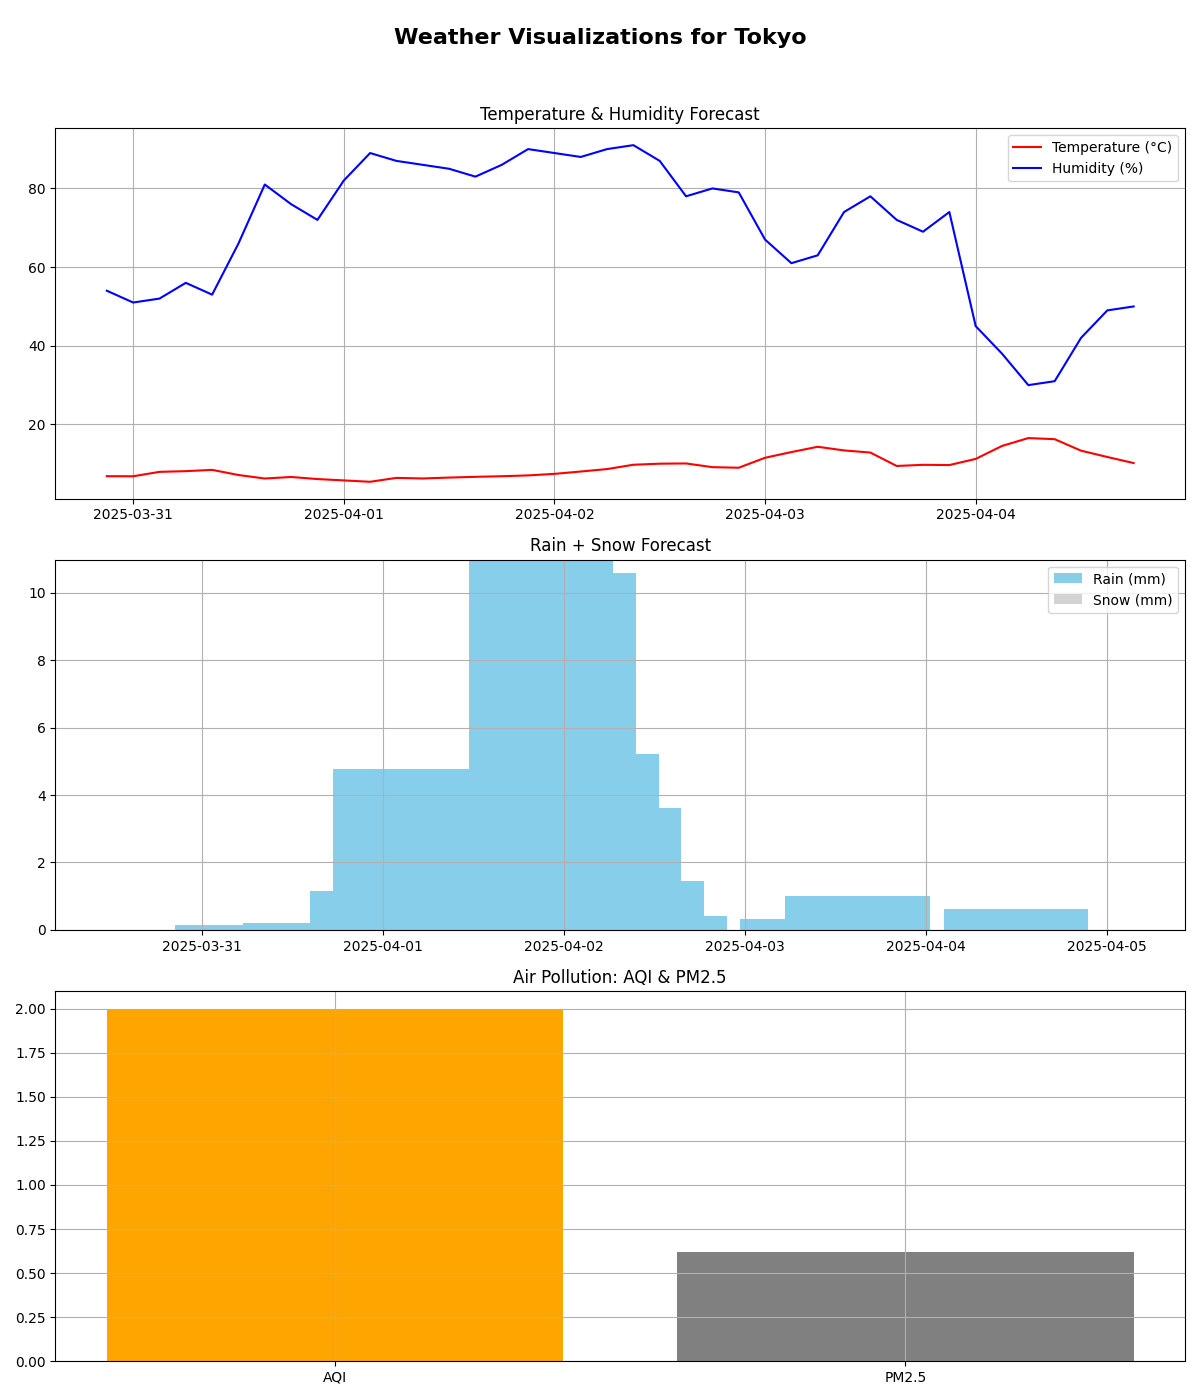 Weather Visualizations for Tokyo
Temperature & Humidity Forecast
Temperature (°C)
Humidity (%)
80
60
40
20
2025-03-31 2025-04-01 2025-04-02 2025-04-03 2025-04-04
Rain + Snow Forecast
Rain (mm)
Snow (mm)
10
8
6
4
2
0
2025-03-31 2025-04-01 2025-04-02 2025-04-03 2025-04-04 2025-04-05
Air Pollution: AQI & PM2.5
2.00
1.75
1.50
1.25
1.00
0.75
0.50
0.25
0.00
AQI PM2.5